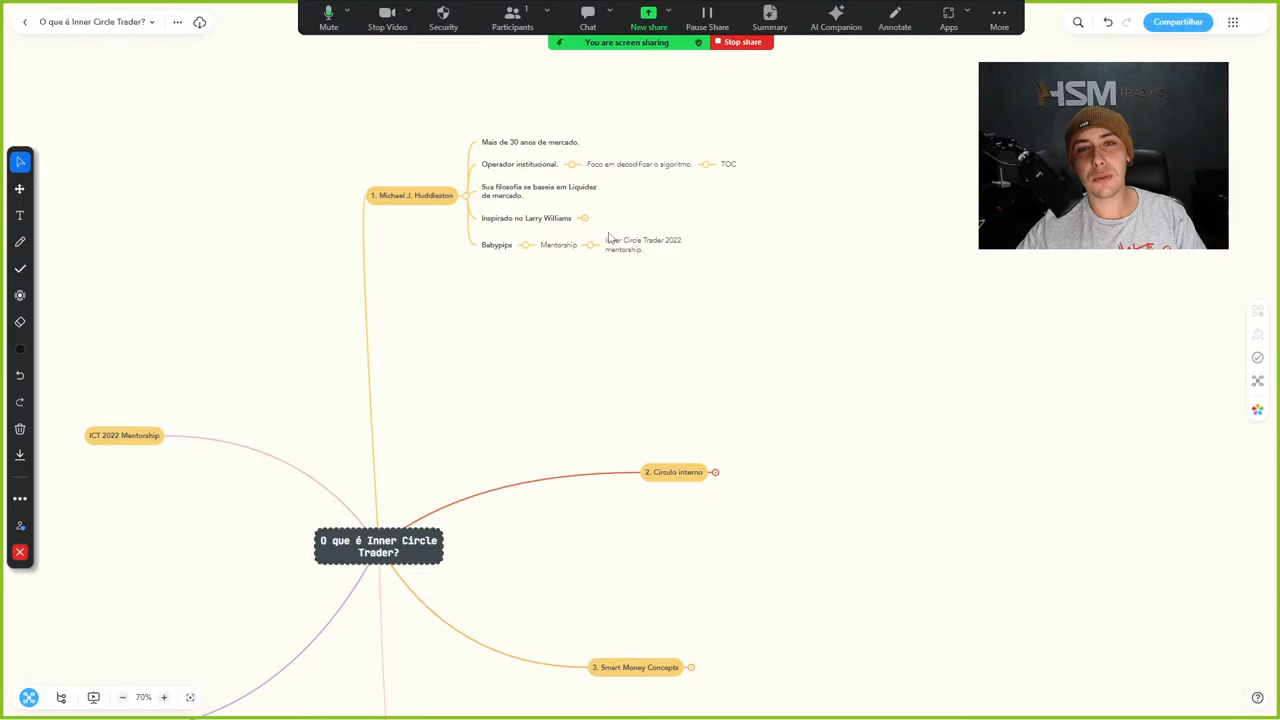 O que é Inner Circle Trader?
Mute
Stop Video
Security
1
Participants
Chat
New share
Pause Share
Summary
AI Companion
Annotate
Apps
More
You are screen sharing
Stop share
Compartilhar
HSM
TRADING
Mais de 30 anos de mercado.
Operador institucional.
Foco em decodificar o algoritmo.
TOC
1. Michael J. Huddleston
Sua filosofia se baseia em Liquidez
de mercado.
Inspirado no Larry Williams
Babypips
Mentorship
Inner Circle Trader 2022
mentorship.
ICT 2022 Mentorship
2. Circulo interno
O que é Inner Circle
Trader?
3. Smart Money Concepts
70%